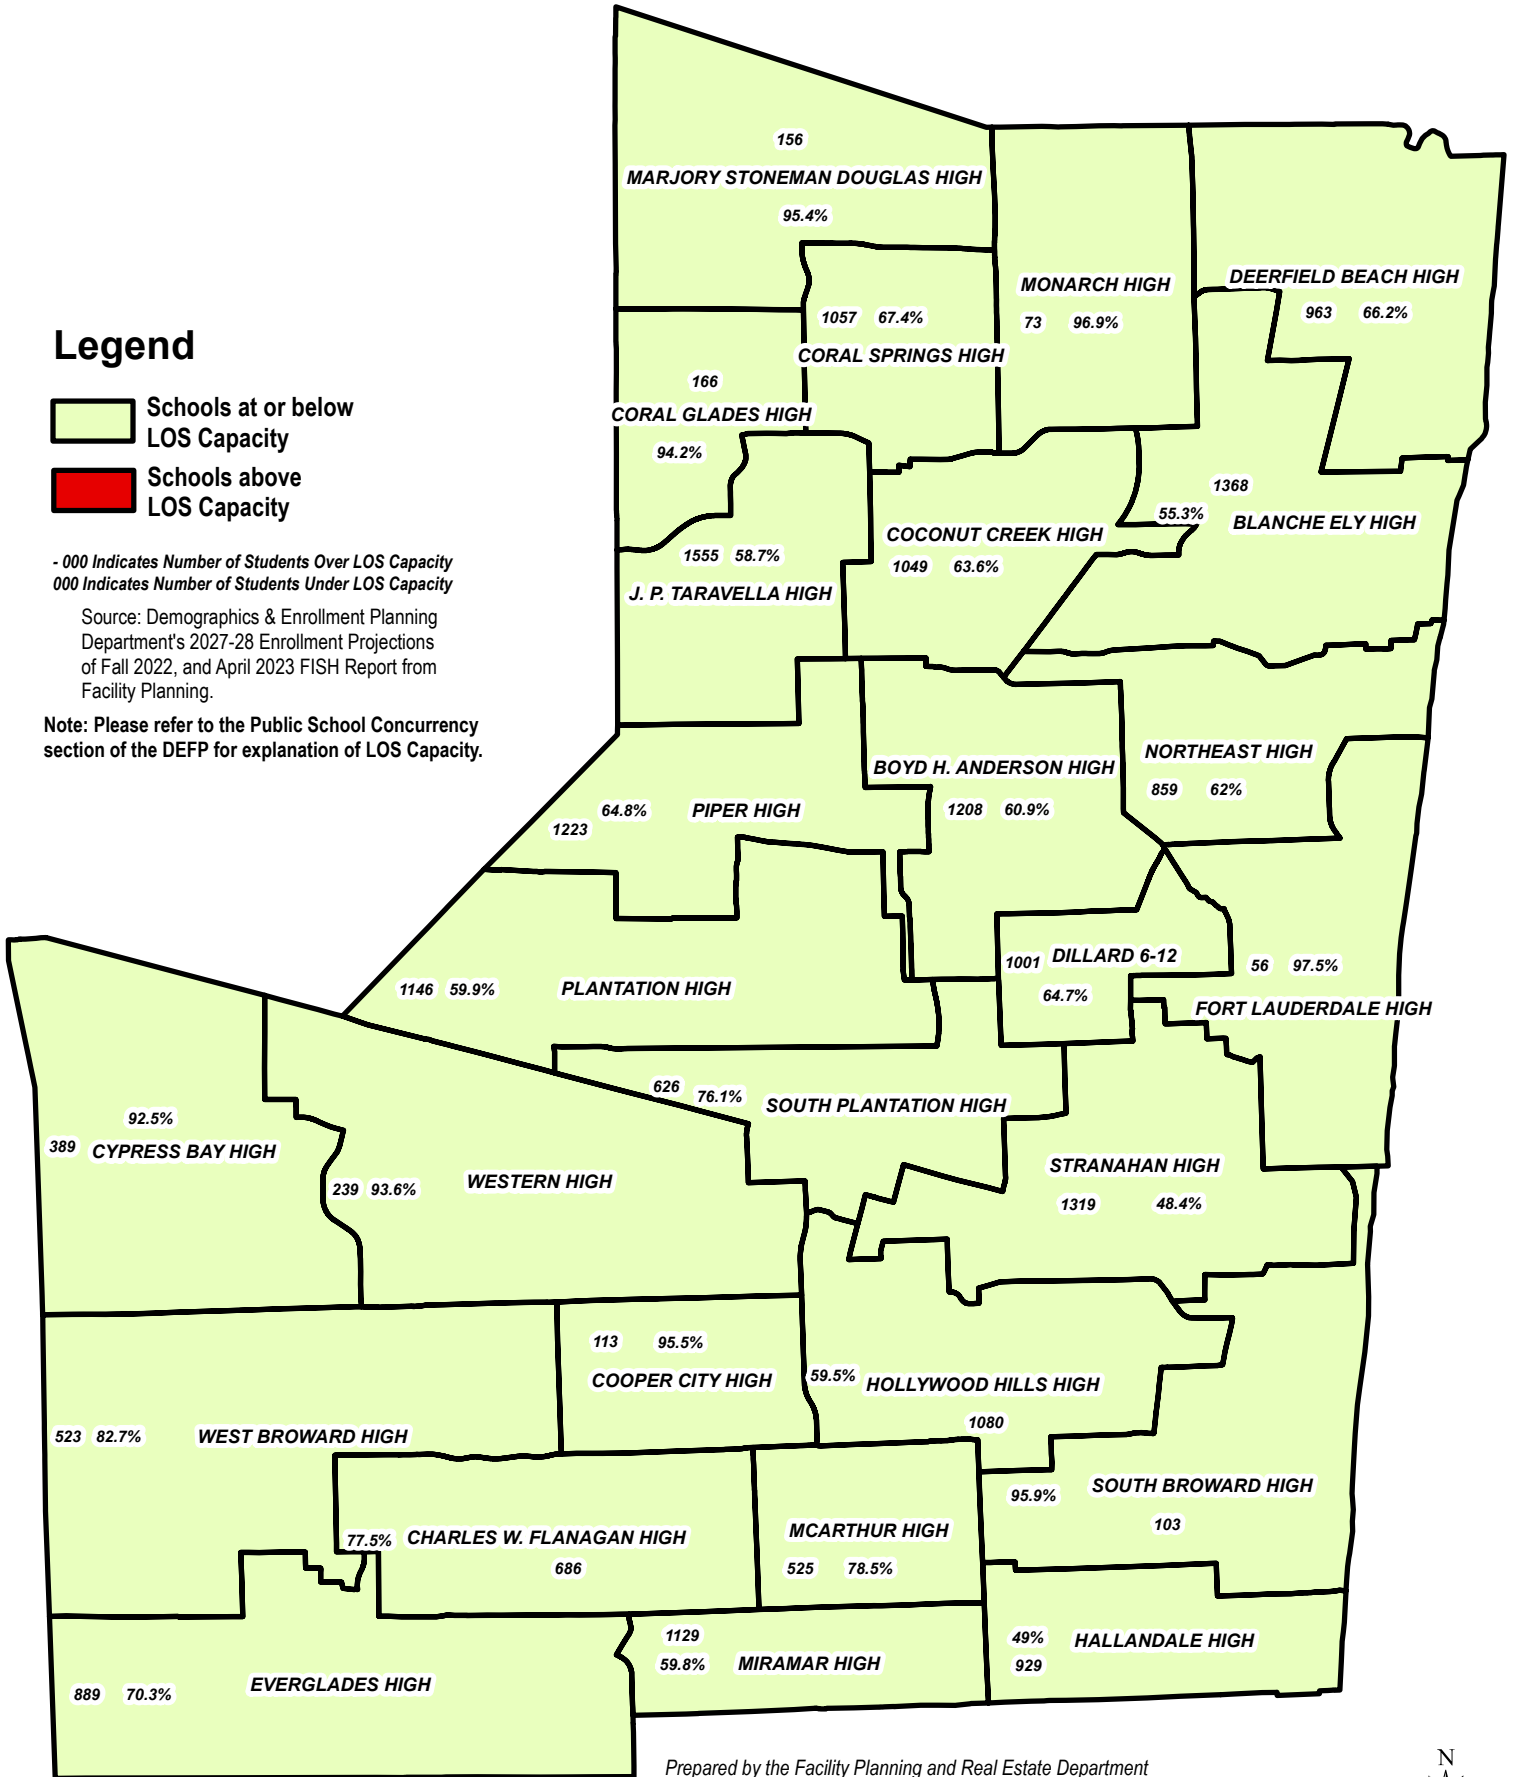 156
MARJORY STONEMAN DOUGLAS HIGH
95.4%
MONARCH HIGH
73 96.9%
DEERFIELD BEACH HIGH
963 66.2%
1057 67.4%
CORAL SPRINGS HIGH
Legend
Schools at or below
LOS Capacity
Schools above
LOS Capacity
- 000 Indicates Number of Students Over LOS Capacity
000 Indicates Number of Students Under LOS Capacity
Source: Demographics & Enrollment Planning
Department's 2027-28 Enrollment Projections
of Fall 2022, and April 2023 FISH Report from
Facility Planning.
Note: Please refer to the Public School Concurrency
section of the DEFP for explanation of LOS Capacity.
166
CORAL GLADES HIGH
94.2%
1368
55.3%
BLANCHE ELY HIGH
COCONUT CREEK HIGH
1049 63.6%
1555 58.7%
J. P. TARAVELLA HIGH
NORTHEAST HIGH
859 62%
BOYD H. ANDERSON HIGH
1208 60.9%
64.8% PIPER HIGH
1223
1001 DILLARD 6-12
64.7%
56 97.5%
FORT LAUDERDALE HIGH
1146 59.9% PLANTATION HIGH
626 76.1% SOUTH PLANTATION HIGH
92.5%
389 CYPRESS BAY HIGH
239 93.6% WESTERN HIGH
STRANAHAN HIGH
1319 48.4%
113 95.5%
COOPER CITY HIGH
59.5% HOLLYWOOD HILLS HIGH
1080
523 82.7% WEST BROWARD HIGH
95.9% SOUTH BROWARD HIGH
103
77.5% CHARLES W. FLANAGAN HIGH
686
MCARTHUR HIGH
525 78.5%
1129
59.8% MIRAMAR HIGH
49% HALLANDALE HIGH
929
EVERGLADES HIGH
889 70.3%
Prepared by the Facility Planning and Real Estate Department
N